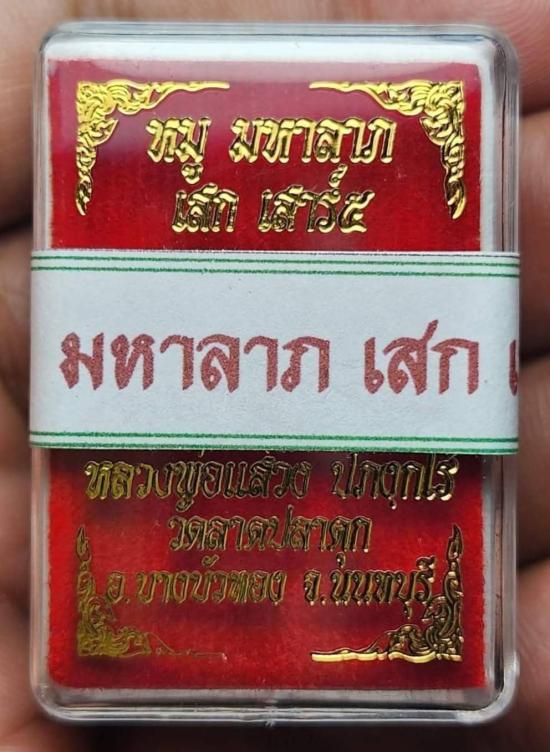 หมู มหาลาภ
เสก เสาร์๕
มหาลาภ เสก เ
หลวงพ่อแสวง ปภงฺกโร
วัดลาดปลาดุก
อ.บางบัวทอง จ.นนทบุรี